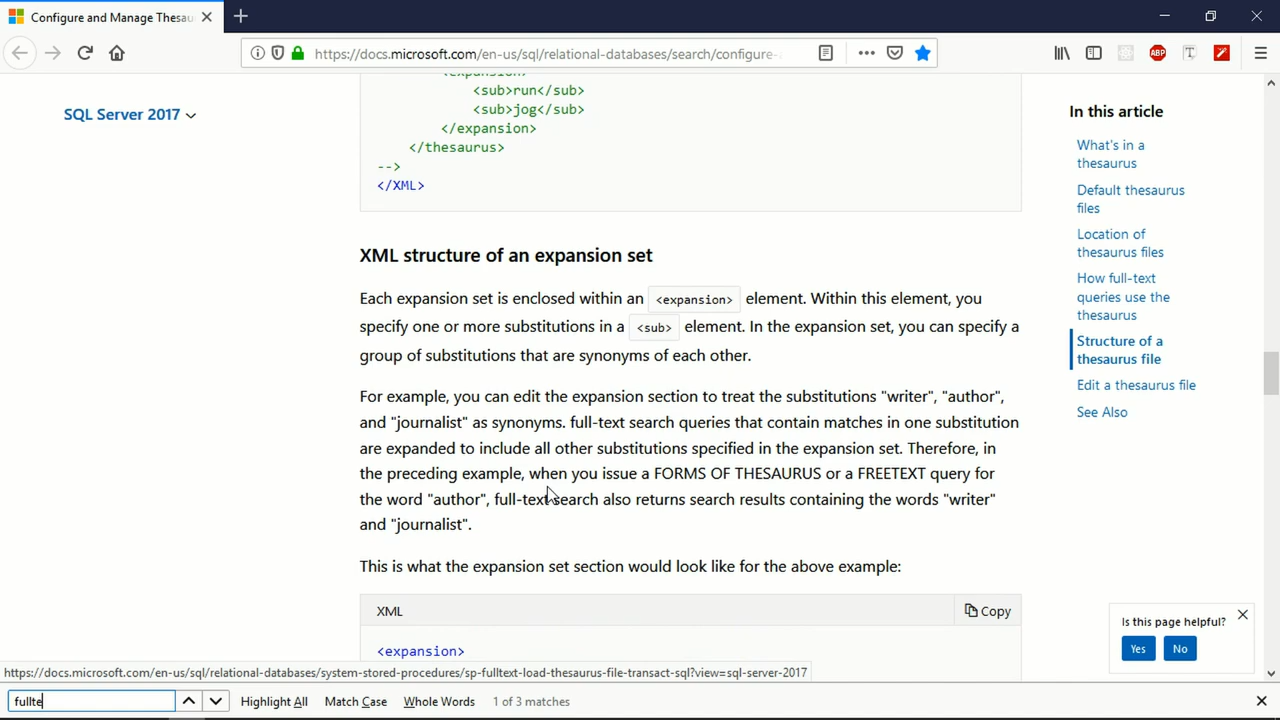 Configure and Manage Thesau
https://docs.microsoft.com/en-us/sql/relational-databases/search/configure-
ABP
T
SQL Server 2017
<expansion>
<sub>run</sub>
<sub>jog</sub>
</expansion>
</thesaurus>
-->
</XML>
XML structure of an expansion set
Each expansion set is enclosed within an <expansion> element. Within this element, you
specify one or more substitutions in a <sub> element. In the expansion set, you can specify a
group of substitutions that are synonyms of each other.
For example, you can edit the expansion section to treat the substitutions "writer", "author",
and "journalist" as synonyms. full-text search queries that contain matches in one substitution
are expanded to include all other substitutions specified in the expansion set. Therefore, in
the preceding example, when you issue a FORMS OF THESAURUS or a FREETEXT query for
the word "author", full-text search also returns search results containing the words "writer"
and "journalist".
This is what the expansion set section would look like for the above example:
XML
Copy
<expansion>
In this article
What's in a
thesaurus
Default thesaurus
files
Location of
thesaurus files
How full-text
queries use the
thesaurus
Structure of a
thesaurus file
Edit a thesaurus file
See Also
Is this page helpful?
Yes No
https://docs.microsoft.com/en-us/sql/relational-databases/system-stored-procedures/sp-fulltext-load-thesaurus-file-transact-sql?view=sql-server-2017
fullte Highlight All Match Case Whole Words 1 of 3 matches